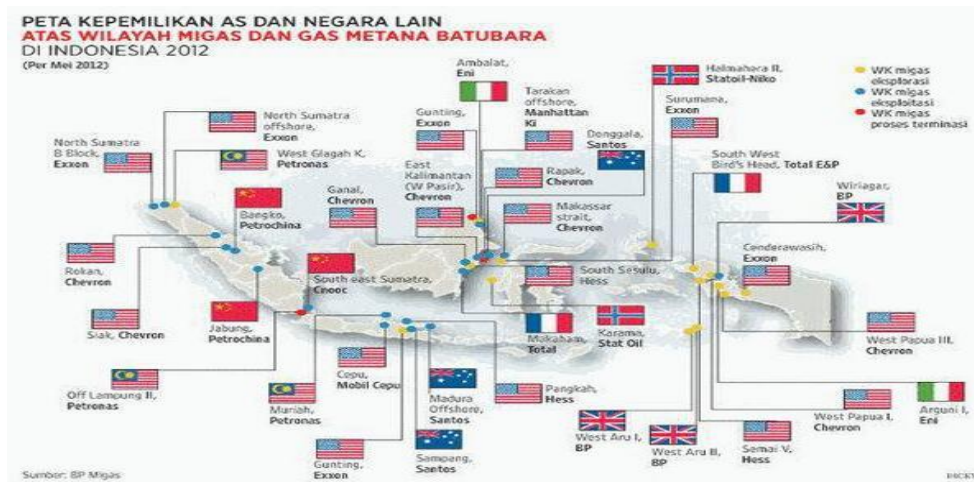 PETA KEPEMILIKAN AS DAN NEGARA LAIN
ATAS WILAYAH MIGAS DAN GAS METANA BATUBARA
DI INDONESIA 2012
(Per Mei 2012)
North Sumatra
B Block,
Exxon
North Sumatra
offshore,
Exxon
West Glagah K,
Petronas
Bangko,
Petrochina
Rokan,
Chevron
Siak, Chevron
Jabung,
Petrochina
South east Sumatra,
Cnooc
Off Lampung II,
Petronas
Ganal,
Chevron
Gunting,
Exxon
East
Kalimantan
(W Pasir),
Chevron
Ambalat,
Eni
Tarakan
offshore,
Manhattan
Ki
Rapak,
Chevron
Makassar
strait,
Chevron
Donggala,
Santos
Halmahera II,
Statoil-Niko
Surumana,
Exxon
South West
Bird's Head, Total E&P
Wiriagar,
BP
Cenderawasih,
Exxon
WK migas
eksplorasi
WK migas
eksploitasi
WK migas
proses terminasi
South Sesulu,
Hess
Makaham,
Total
Karama,
Stat Oil
Muriah,
Petronas
Cepu,
Mobil Cepu
Gunting,
Exxon
Madura
Offshore,
Santos
Sampang,
Santos
Pangkah,
Hess
West Aru I,
BP
West Aru II,
BP
Semai V,
Hess
West Papua I,
Chevron
West Papua III,
Chevron
Arguni I,
Eni
Sumber: BP Migas